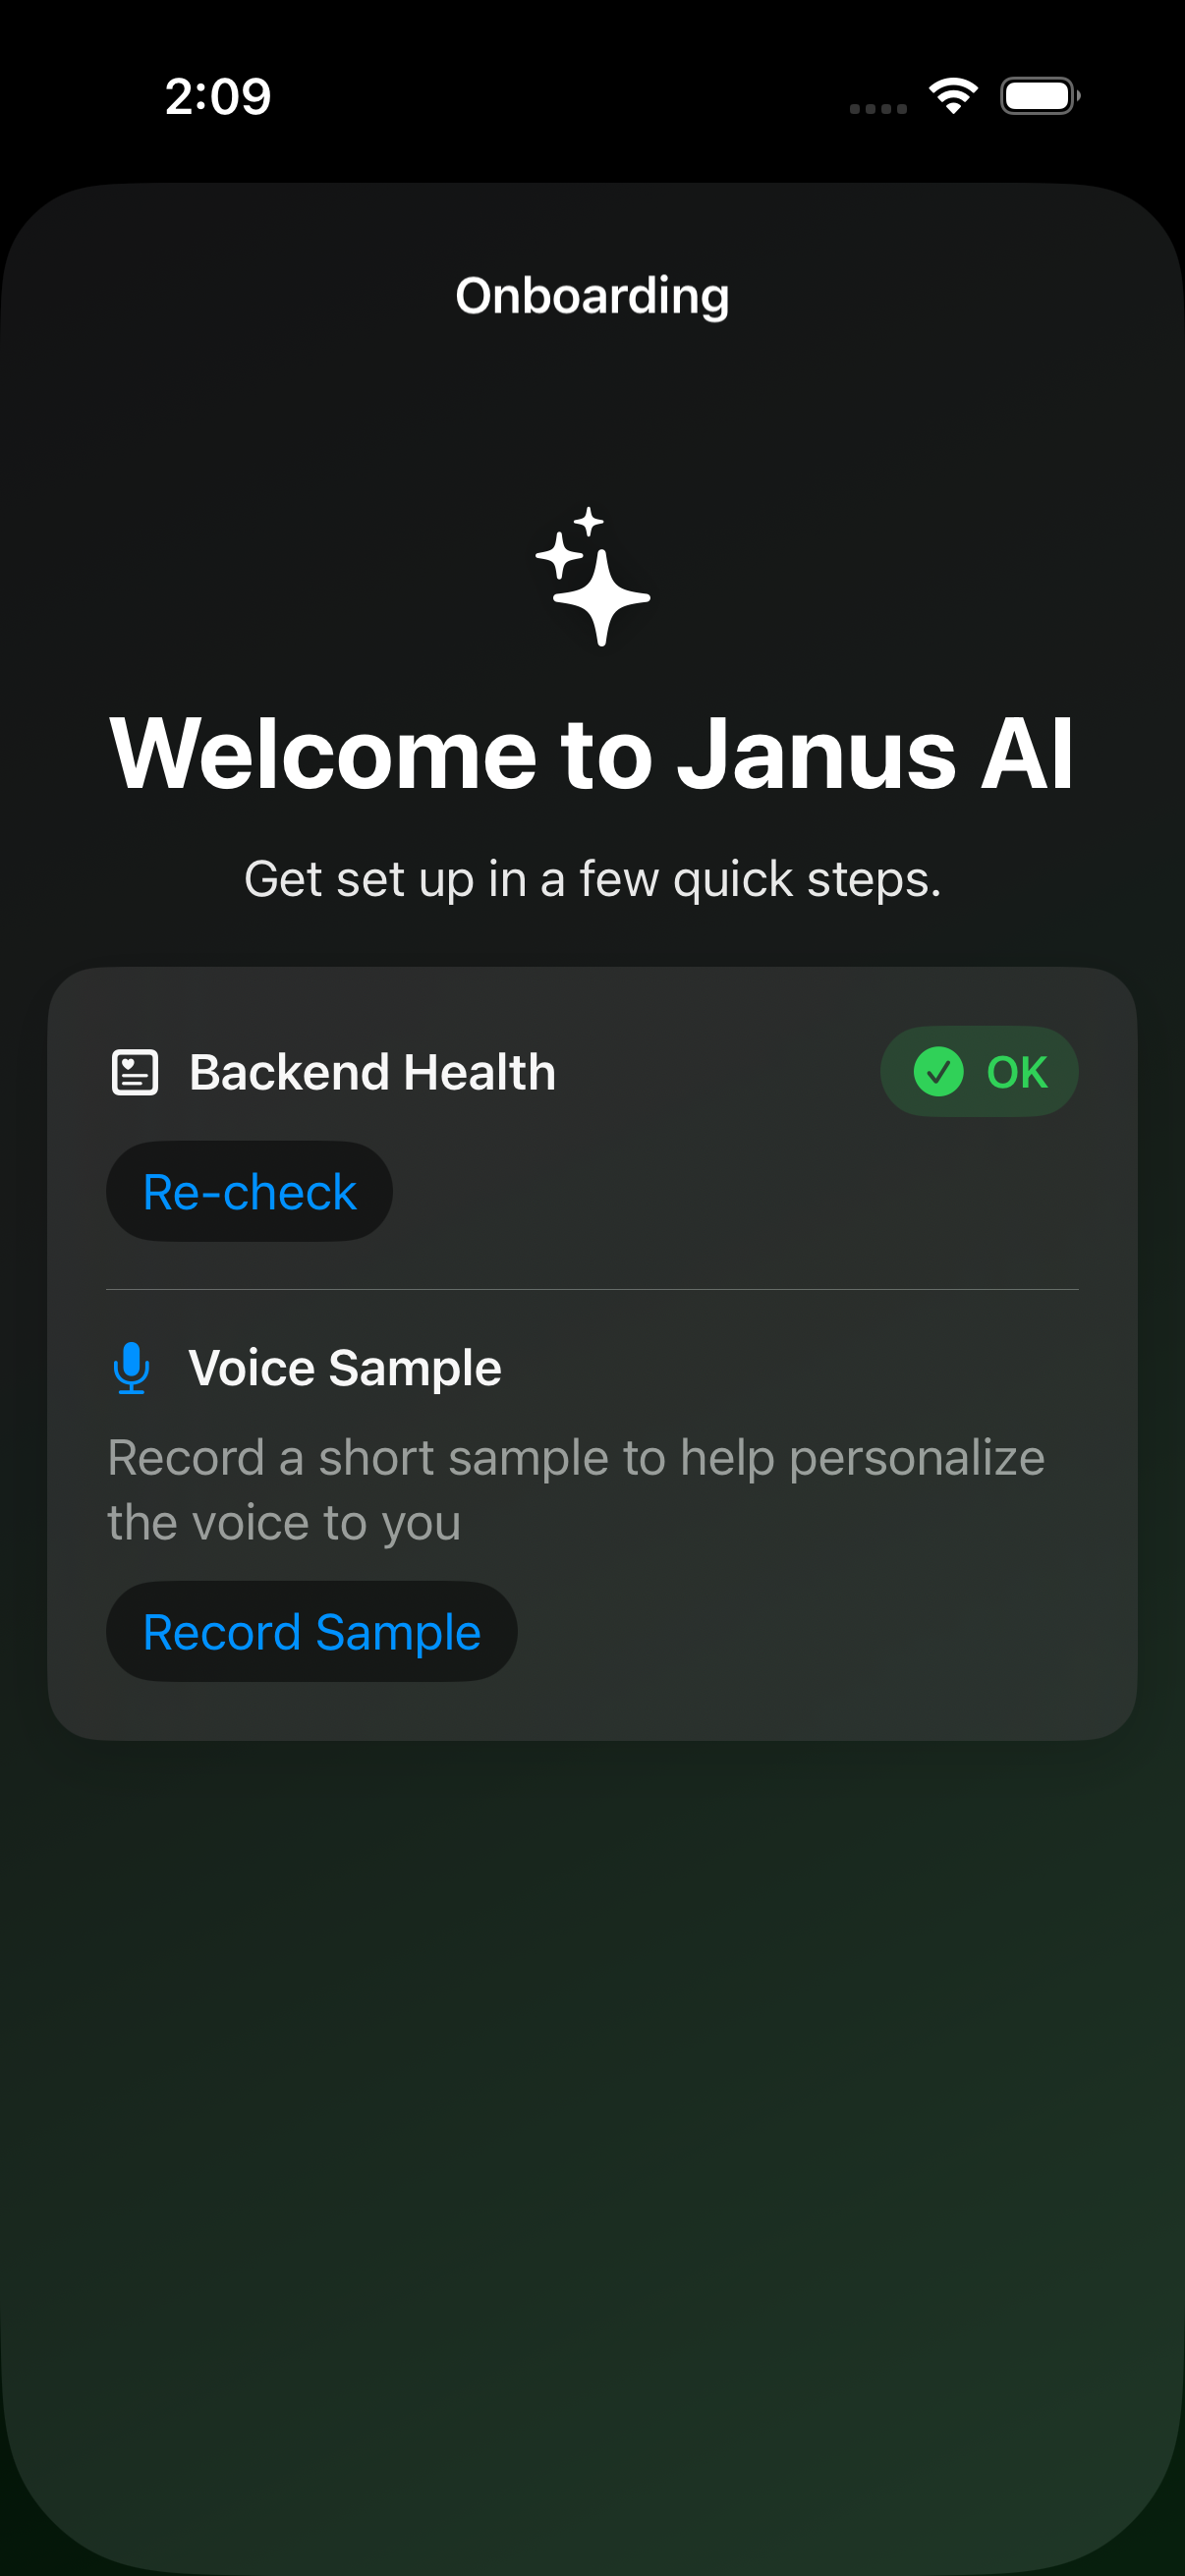 2:09
Onboarding
Welcome to Janus AI
Get set up in a few quick steps.
Backend Health
OK
Re-check
Voice Sample
Record a short sample to help personalize
the voice to you
Record Sample